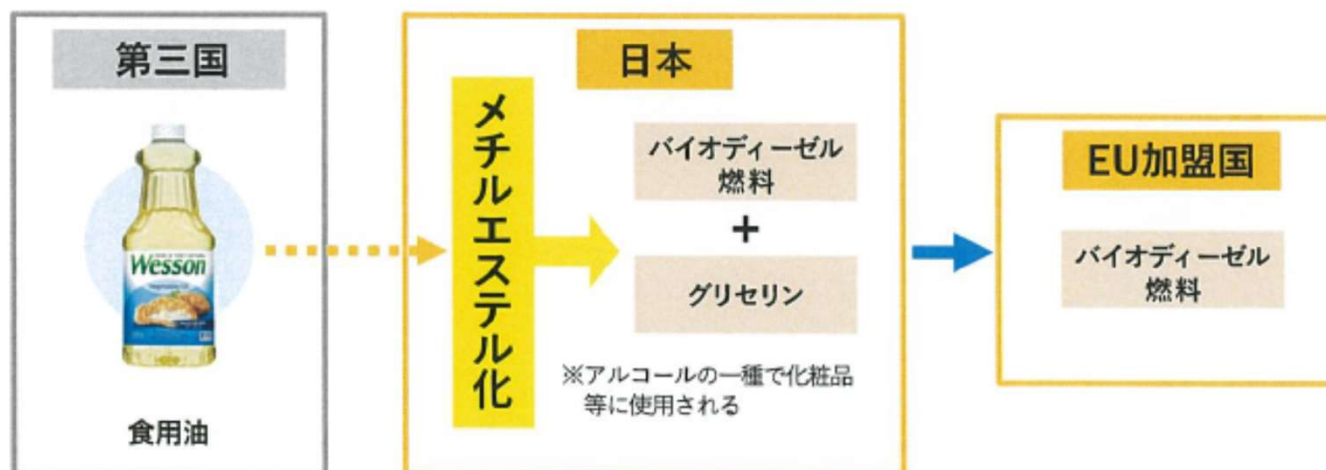 第三国
Wesson
食用油
日本
メチルエステル化
バイオディーゼル
燃料
+
グリセリン
※アルコールの一種で化粧品
等に使用される
EU加盟国
バイオディーゼル
燃料